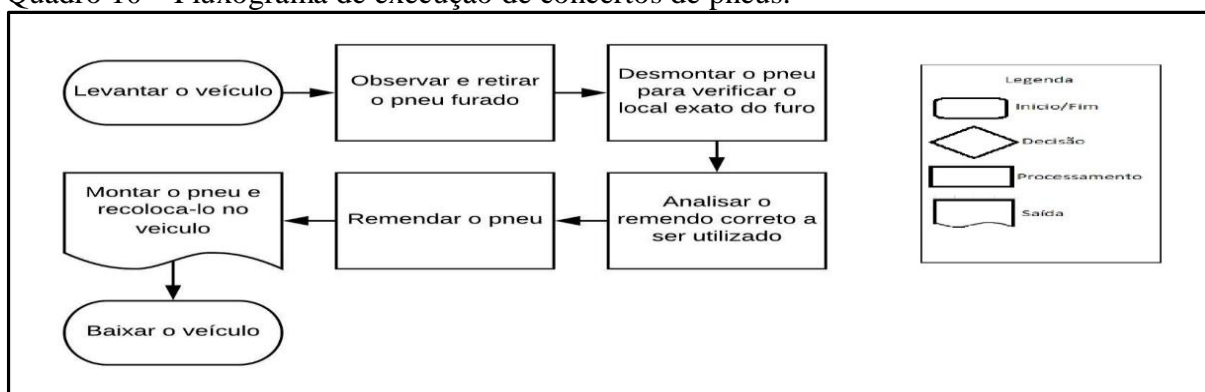 Quadro 10 – Fluxograma de execução de concertos de pneus.
Levantar o veículo
Observar e retirar
o pneu furado
Desmontar o pneu
para verificar o
local exato do furo
Analisar o
remendo correto a
ser utilizado
Remendar o pneu
Montar o pneu e
recoloca-lo no
veiculo
Baixar o veículo
Legenda
Início/Fim
Decisão
Processamento
Saída